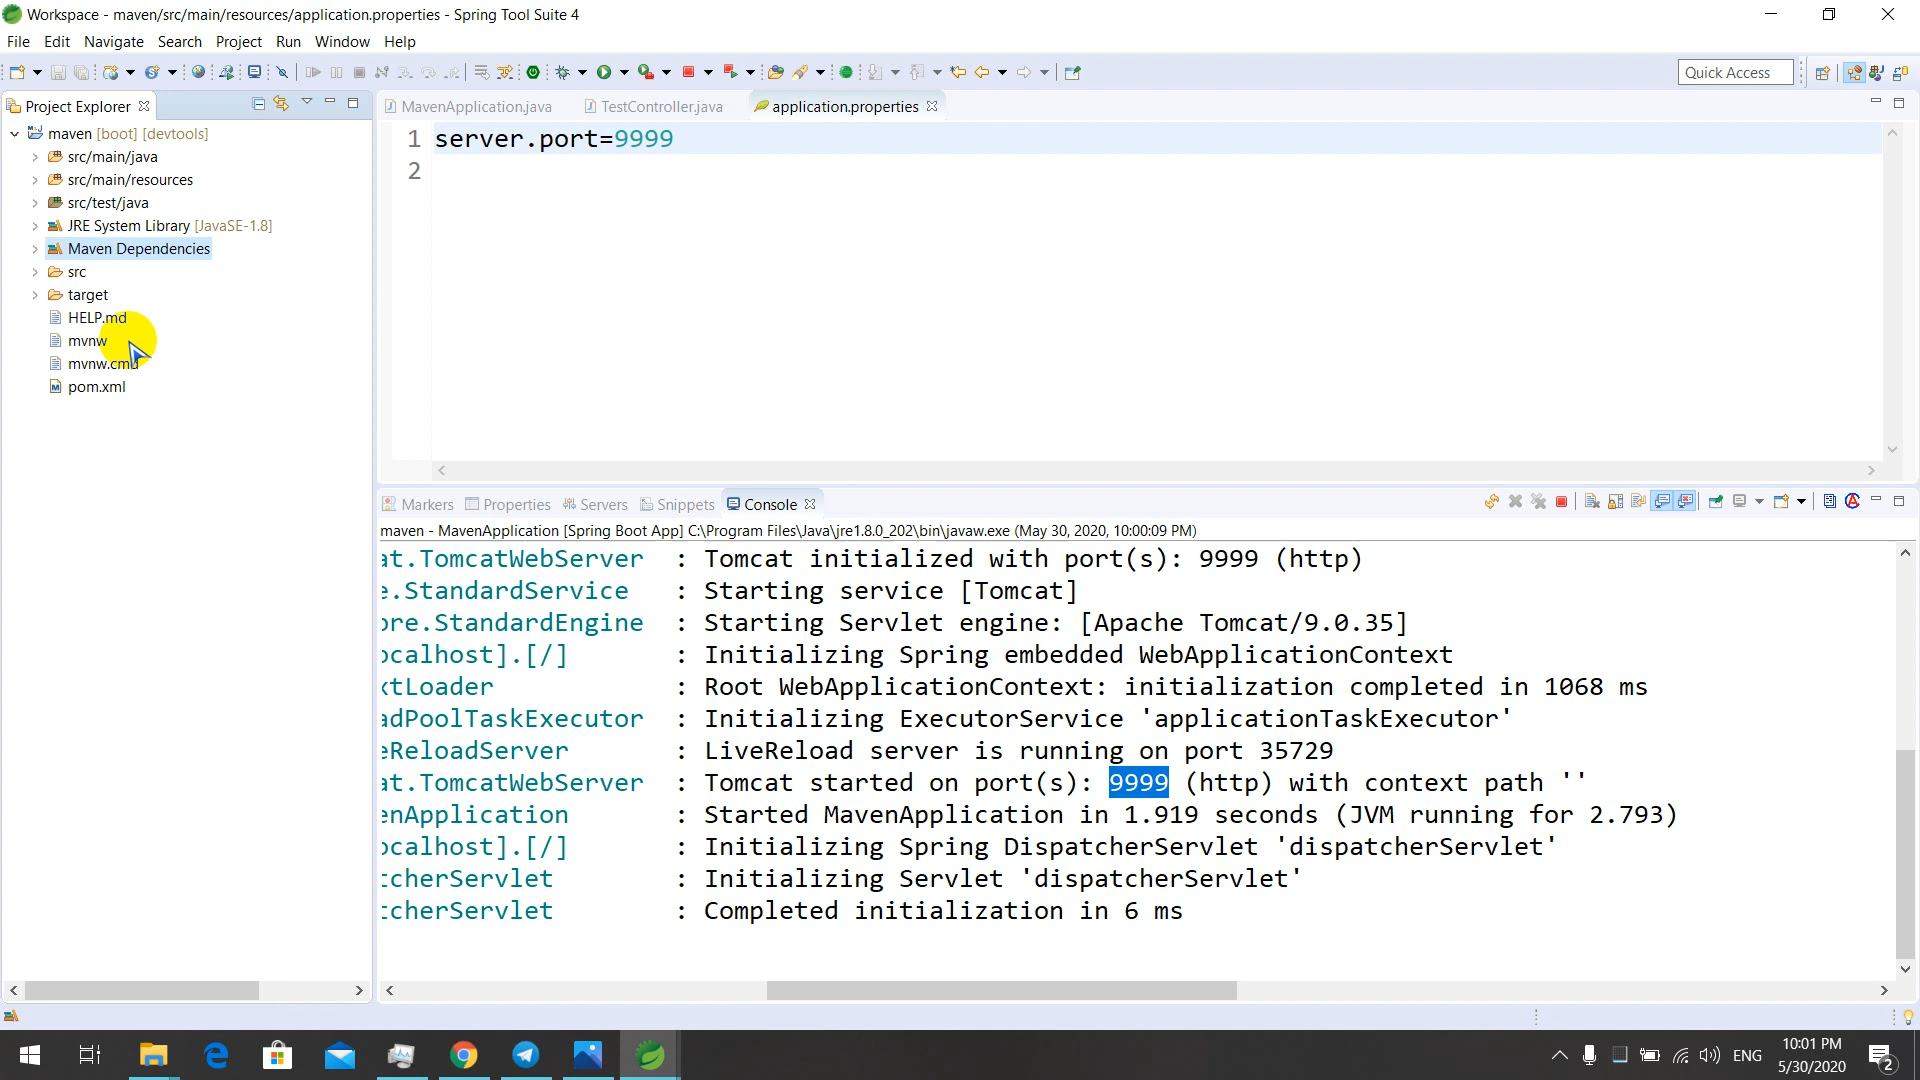 Workspace - maven/src/main/resources/application.properties - Spring Tool Suite 4
File Edit Navigate Search Project Run Window Help
Quick Access
Project Explorer
maven [boot] [devtools]
src/main/java
src/main/resources
src/test/java
JRE System Library [JavaSE-1.8]
Maven Dependencies
src
target
HELP.md
mvnw
mvnw.cmd
pom.xml
MavenApplication.java TestController.java application.properties
1 server.port=9999
2
Markers Properties Servers Snippets Console
maven - MavenApplication [Spring Boot App] C:\Program Files\Java\jre1.8.0_202\bin\javaw.exe (May 30, 2020, 10:00:09 PM)
at.TomcatWebServer : Tomcat initialized with port(s): 9999 (http)
e.StandardService : Starting service [Tomcat]
ore.StandardEngine : Starting Servlet engine: [Apache Tomcat/9.0.35]
ocalhost].[/] : Initializing Spring embedded WebApplicationContext
xtLoader : Root WebApplicationContext: initialization completed in 1068 ms
adPoolTaskExecutor : Initializing ExecutorService 'applicationTaskExecutor'
eReloadServer : LiveReload server is running on port 35729
at.TomcatWebServer : Tomcat started on port(s): 9999 (http) with context path ''
enApplication : Started MavenApplication in 1.919 seconds (JVM running for 2.793)
ocalhost].[/] : Initializing Spring DispatcherServlet 'dispatcherServlet'
tcherServlet : Initializing Servlet 'dispatcherServlet'
tcherServlet : Completed initialization in 6 ms
ENG
10:01 PM
5/30/2020
2